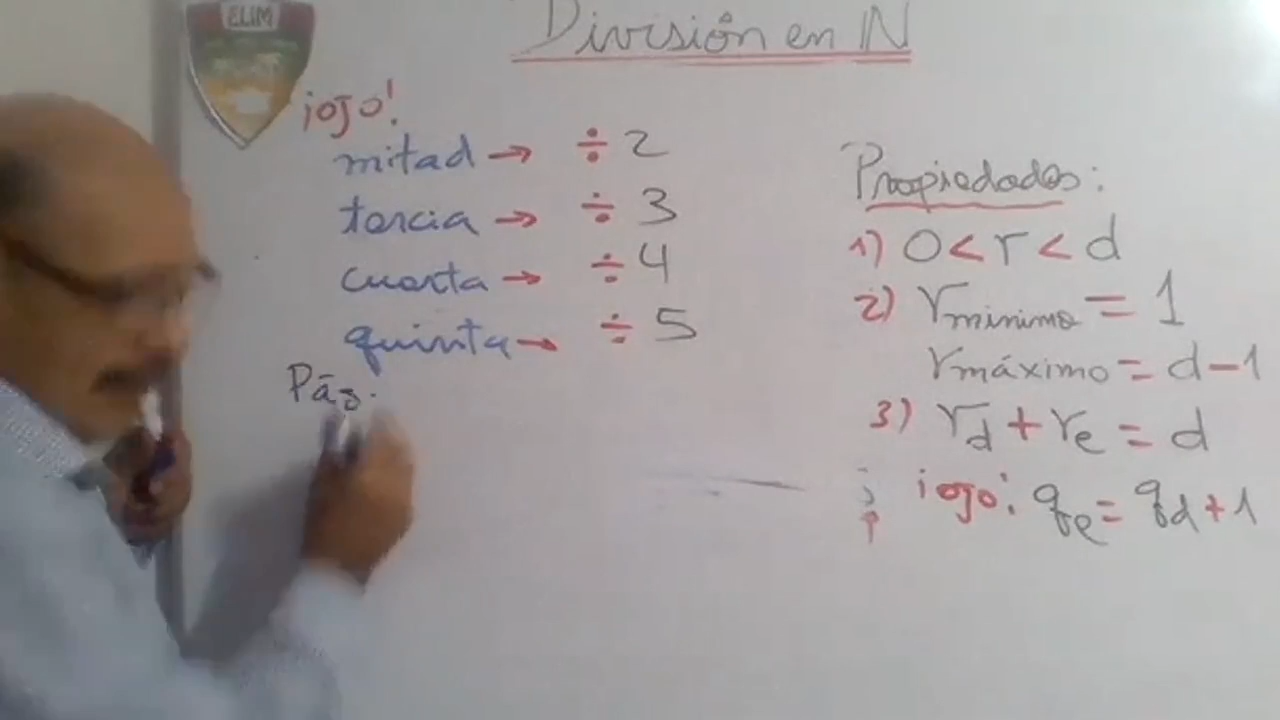 ELIM
División en N
¡OJO!
mitad → ÷ 2
tercia → ÷ 3
cuarta → ÷ 4
quinta → ÷ 5
Pág.
Propiedades:
1) 0 < r < d
2) r mínimo = 1
r máximo = d - 1
3) r_d + r_e = d
¡OJO! q_e = q_d + 1